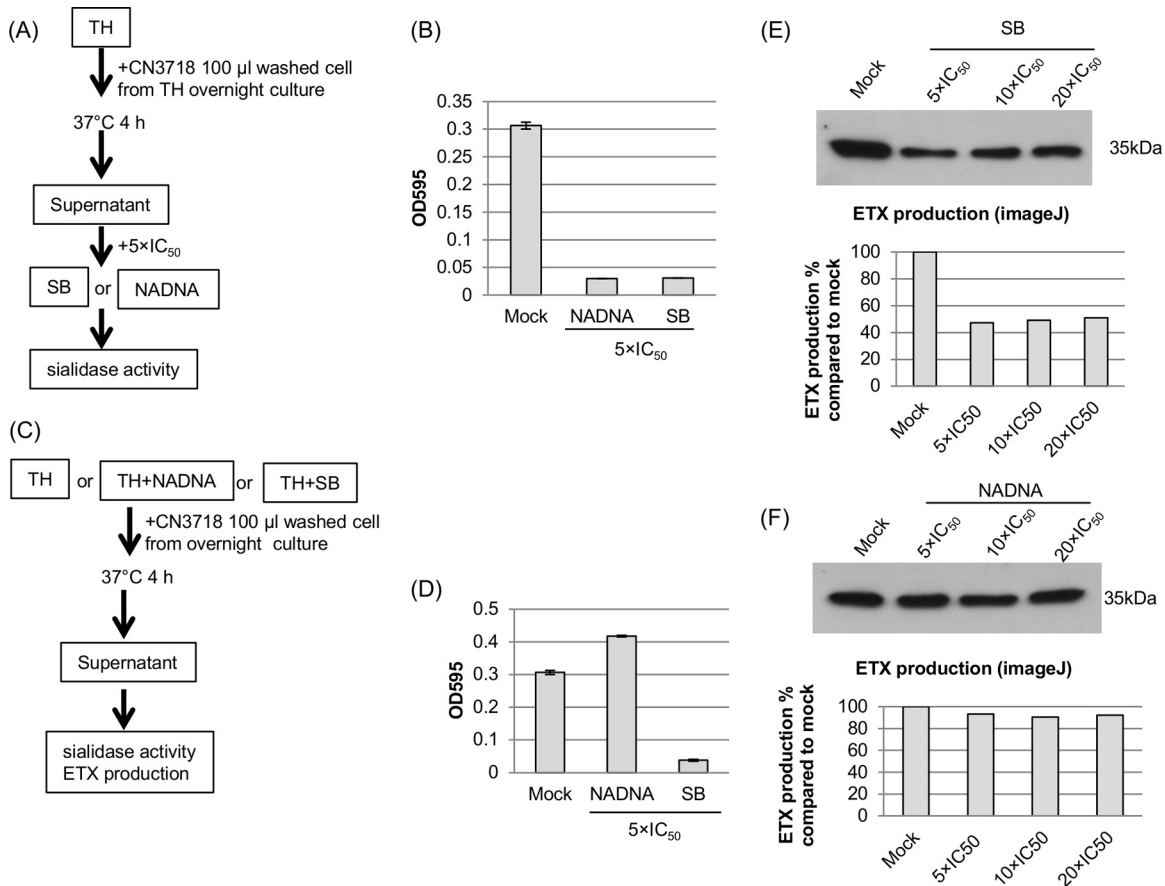 (A)
TH
+CN3718 100 µl washed cell
from TH overnight culture
37°C 4 h
Supernatant
+5×IC₅₀
SB or NADNA
sialidase activity
(B)
0.35
0.3
0.25
0.2
0.15
0.1
0.05
0
OD595
Mock NADNA SB
5×IC₅₀
(C)
TH or TH+NADNA or TH+SB
+CN3718 100 µl washed cell
from overnight culture
37°C 4 h
Supernatant
sialidase activity
ETX production
(D)
0.5
0.4
0.3
0.2
0.1
0
OD595
Mock NADNA SB
5×IC₅₀
(E)
SB
Mock 5×IC₅₀ 10×IC₅₀ 20×IC₅₀
35kDa
ETX production (imageJ)
ETX production %
compared to mock
100
80
60
40
20
0
Mock 5×IC50 10×IC50 20×IC50
(F)
NADNA
Mock 5×IC₅₀ 10×IC₅₀ 20×IC₅₀
35kDa
ETX production (imageJ)
ETX production %
compared to mock
100
80
60
40
20
0
Mock 5×IC50 10×IC50 20×IC50